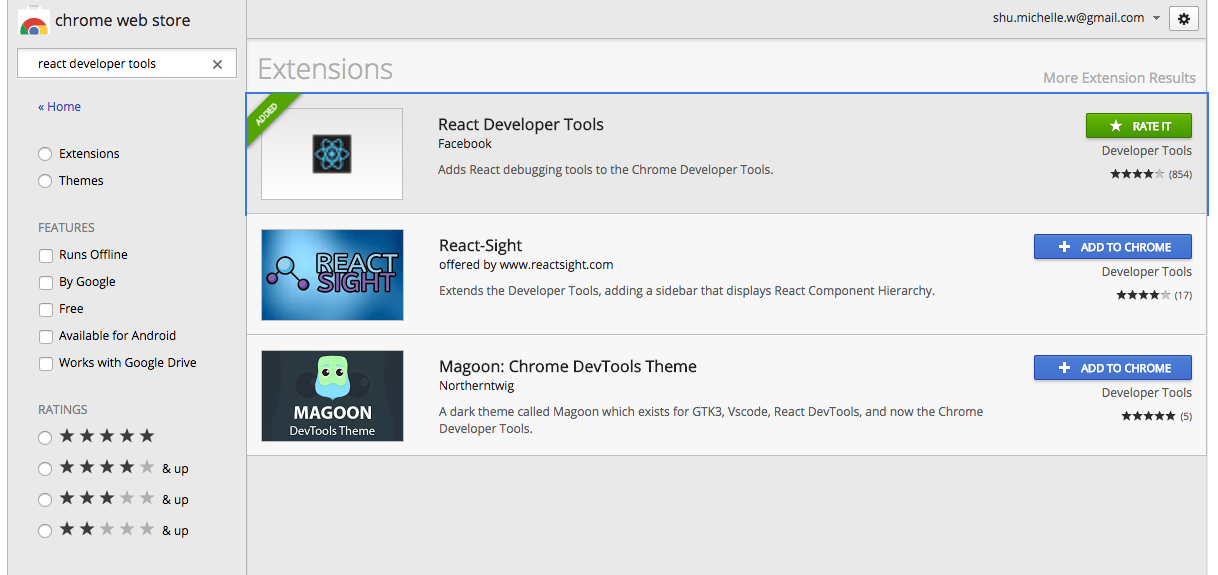 chrome web store
shu.michelle.w@gmail.com
react developer tools
« Home
Extensions
Themes
FEATURES
Runs Offline
By Google
Free
Available for Android
Works with Google Drive
RATINGS
& up
& up
& up
Extensions
More Extension Results
ADDED
React Developer Tools
Facebook
Adds React debugging tools to the Chrome Developer Tools.
RATE IT
Developer Tools
(854)
REACT
SIGHT
React-Sight
offered by www.reactsight.com
Extends the Developer Tools, adding a sidebar that displays React Component Hierarchy.
ADD TO CHROME
Developer Tools
(17)
MAGOON
DevTools Theme
Magoon: Chrome DevTools Theme
Northerntwig
A dark theme called Magoon which exists for GTK3, Vscode, React DevTools, and now the Chrome
Developer Tools.
ADD TO CHROME
Developer Tools
(5)